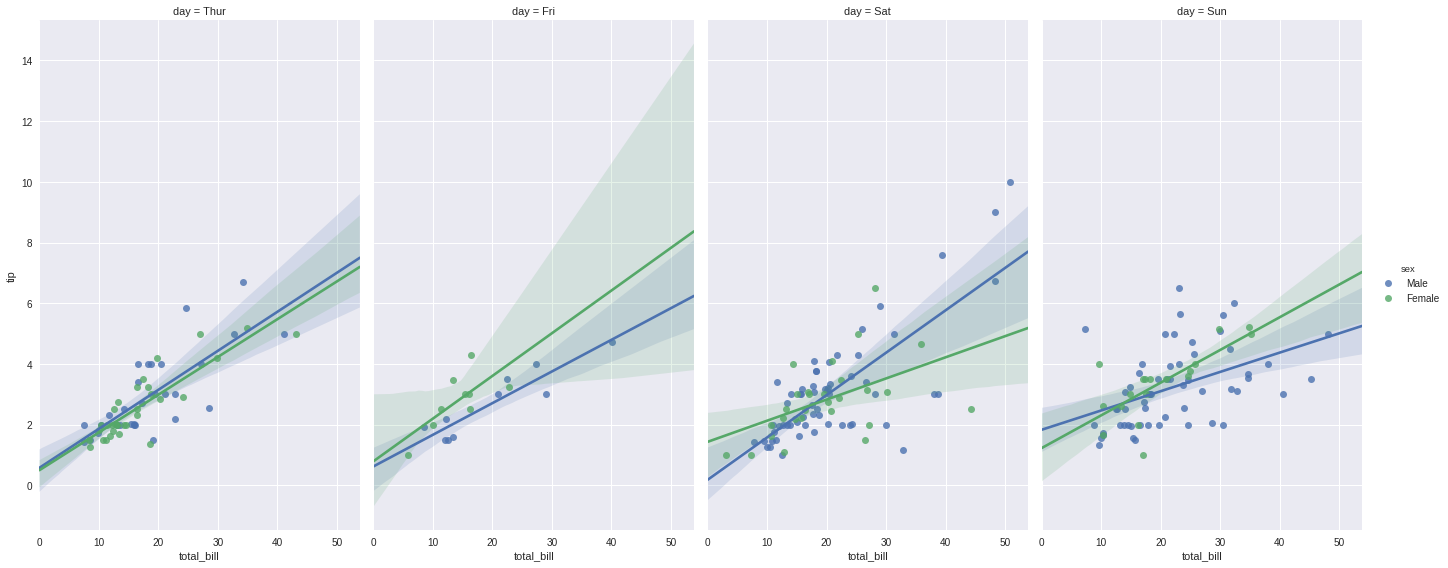 day = Thur
day = Fri
day = Sat
day = Sun
14
12
10
8
6
4
2
0
tip
0 10 20 30 40 50
0 10 20 30 40 50
0 10 20 30 40 50
0 10 20 30 40 50
total_bill
total_bill
total_bill
total_bill
sex
Male
Female